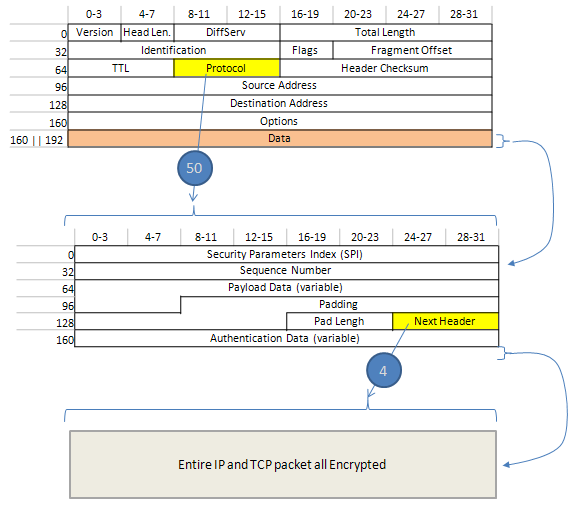 0-3 4-7 8-11 12-15 16-19 20-23 24-27 28-31
0 Version Head Len. DiffServ Total Length
32 Identification Flags Fragment Offset
64 TTL Protocol Header Checksum
96 Source Address
128 Destination Address
160 Options
160 || 192 Data
50
0-3 4-7 8-11 12-15 16-19 20-23 24-27 28-31
0 Security Parameters Index (SPI)
32 Sequence Number
64 Payload Data (variable)
96 Padding
128 Pad Lengh Next Header
160 Authentication Data (variable)
4
Entire IP and TCP packet all Encrypted